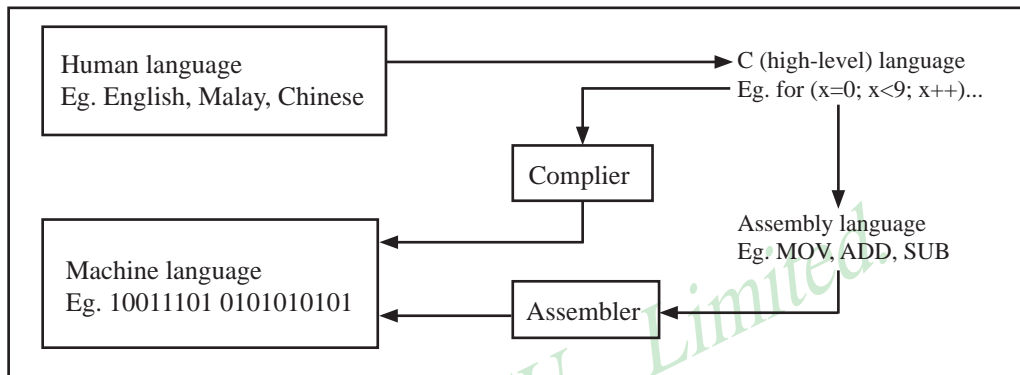 Human language
Eg. English, Malay, Chinese
C (high-level) language
Eg. for (x=0; x<9; x++)...
Complier
Assembly language
Eg. MOV, ADD, SUB
Machine language
Eg. 10011101 0101010101
Assembler
Limited.